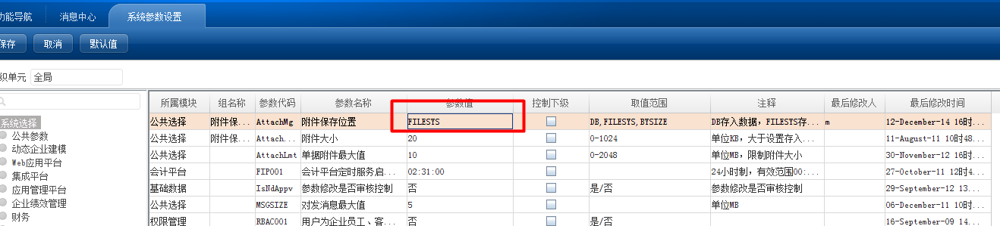 功能导航 消息中心 系统参数设置
保存 取消 默认值
织单元 全局
所属模块 组名称 参数代码 参数名称 参数值 控制下级 取值范围 注释 最后修改人 最后修改时间
公共选择 附件保... AttachMg 附件保存位置 FILESYS DB,FILESYS,BYSIZE DB存入数据，FILESYS存... m 12-December-14 16时...
公共选择 附件保... Attach... 附件大小 20 0-1024 单位KB，大于设置存入... 11-August-11 10时48...
公共选择 AttachLmt 单据附件最大值 10 0-2048 单位MB，限制附件大小 30-November-12 16时...
会计平台 FIP001 会计平台定时服务启... 02:31:00 24小时制，有效范围00:... 27-October-11 12时4...
基础数据 IsNdAppv 参数修改是否审核控制 否 是/否 参数修改是否审核控制 29-September-12 13...
公共选择 MSGSIZE 对发消息最大值 5 单位MB 06-December-11 10时...
权限管理 RBAC001 用户为企业员工、客... 否 是/否 16-September-09 14...
系统选择
公共参数
动态企业建模
Web应用平台
集成平台
应用管理平台
企业绩效管理
财务